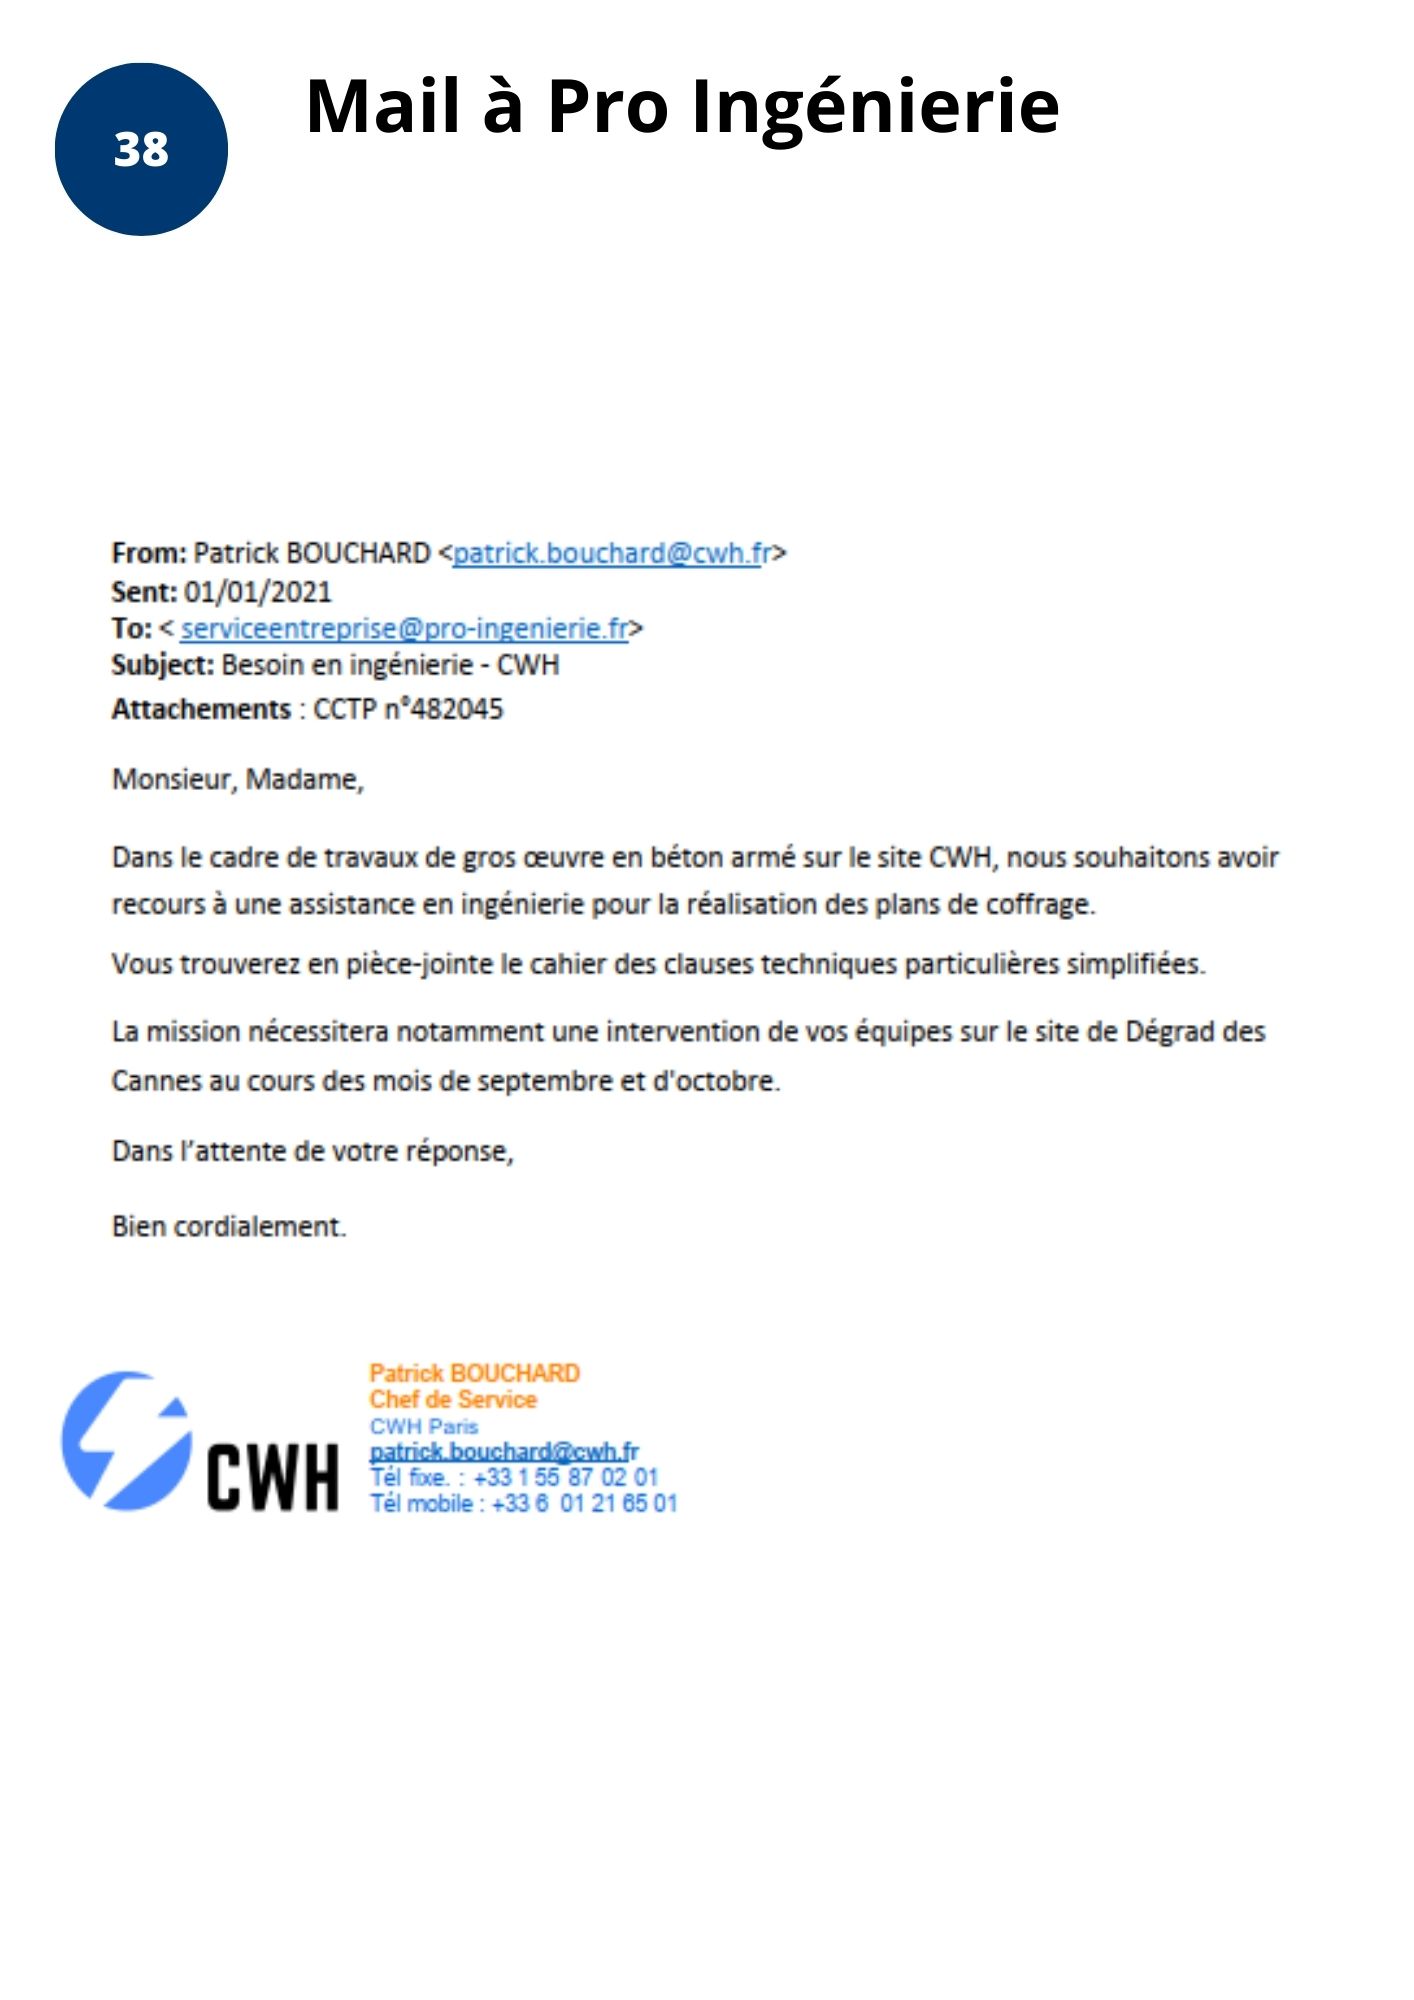 38
Mail à Pro Ingénierie
From: Patrick BOUCHARD <patrick.bouchard@cwh.fr>
Sent: 01/01/2021
To: < serviceentreprise@pro-ingenierie.fr>
Subject: Besoin en ingénierie - CWH
Attachements : CCTP n°482045
Monsieur, Madame,
Dans le cadre de travaux de gros œuvre en béton armé sur le site CWH, nous souhaitons avoir
recours à une assistance en ingénierie pour la réalisation des plans de coffrage.
Vous trouverez en pièce-jointe le cahier des clauses techniques particulières simplifiées.
La mission nécessitera notamment une intervention de vos équipes sur le site de Dégrad des
Cannes au cours des mois de septembre et d'octobre.
Dans l’attente de votre réponse,
Bien cordialement.
CWH
Patrick BOUCHARD
Chef de Service
CWH Paris
patrick.bouchard@cwh.fr
Tél fixe. : +33 1 55 87 02 01
Tél mobile : +33 6 01 21 65 01